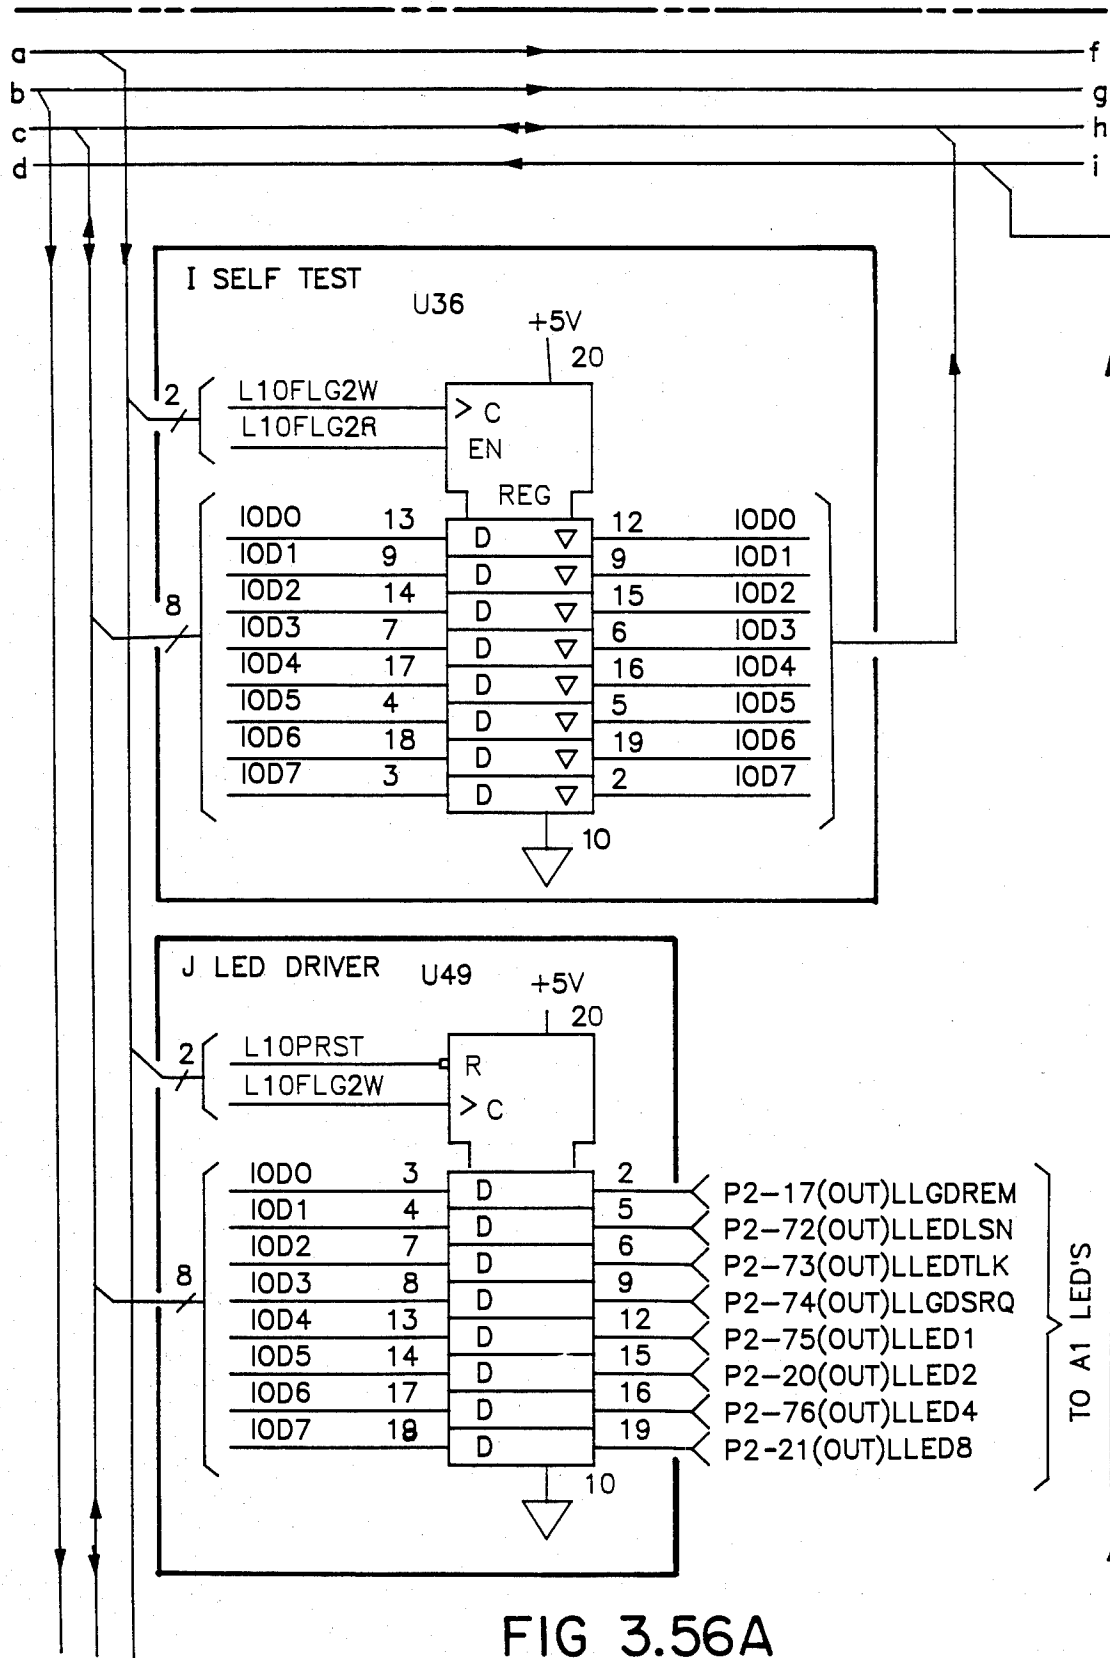 a f
b g
c h
d i
I SELF TEST
U36
+5V
20
2 L10FLG2W > C
L10FLG2R EN
REG
IOD0 13 D ▽ 12 IOD0
IOD1 9 D ▽ 9 IOD1
IOD2 14 D ▽ 15 IOD2
8 IOD3 7 D ▽ 6 IOD3
IOD4 17 D ▽ 16 IOD4
IOD5 4 D ▽ 5 IOD5
IOD6 18 D ▽ 19 IOD6
IOD7 3 D ▽ 2 IOD7
10
J LED DRIVER U49 +5V
20
2 L10PRST R
L10FLG2W > C
IOD0 3 D 2 P2-17(OUT)LLGDREM
IOD1 4 D 5 P2-72(OUT)LLEDLSN
IOD2 7 D 6 P2-73(OUT)LLEDTLK
8 IOD3 8 D 9 P2-74(OUT)LLGDSRQ
IOD4 13 D 12 P2-75(OUT)LLED1
IOD5 14 D 15 P2-20(OUT)LLED2
IOD6 17 D 16 P2-76(OUT)LLED4
IOD7 18 D 19 P2-21(OUT)LLED8
TO A1 LED'S
10
FIG 3.56A